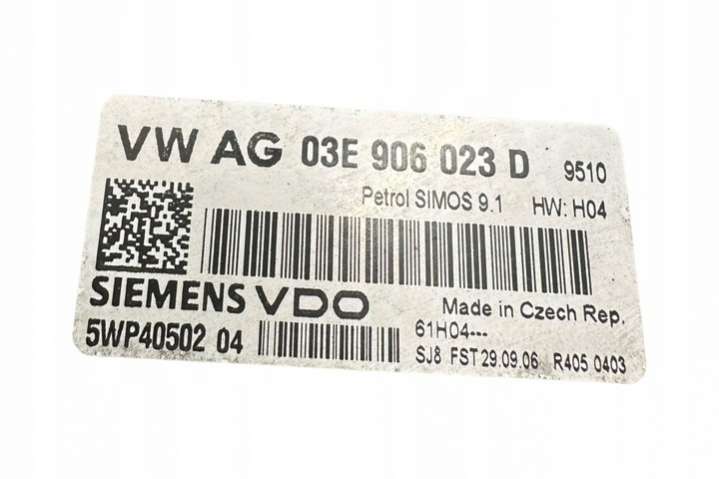 VW AG 03E 906 023 D 9510
Petrol SIMOS 9.1 HW: H04
SIEMENS VDO Made in Czech Rep.
5WP40502 04 61H04---
SJ8 FST 29.09.06 R405 0403